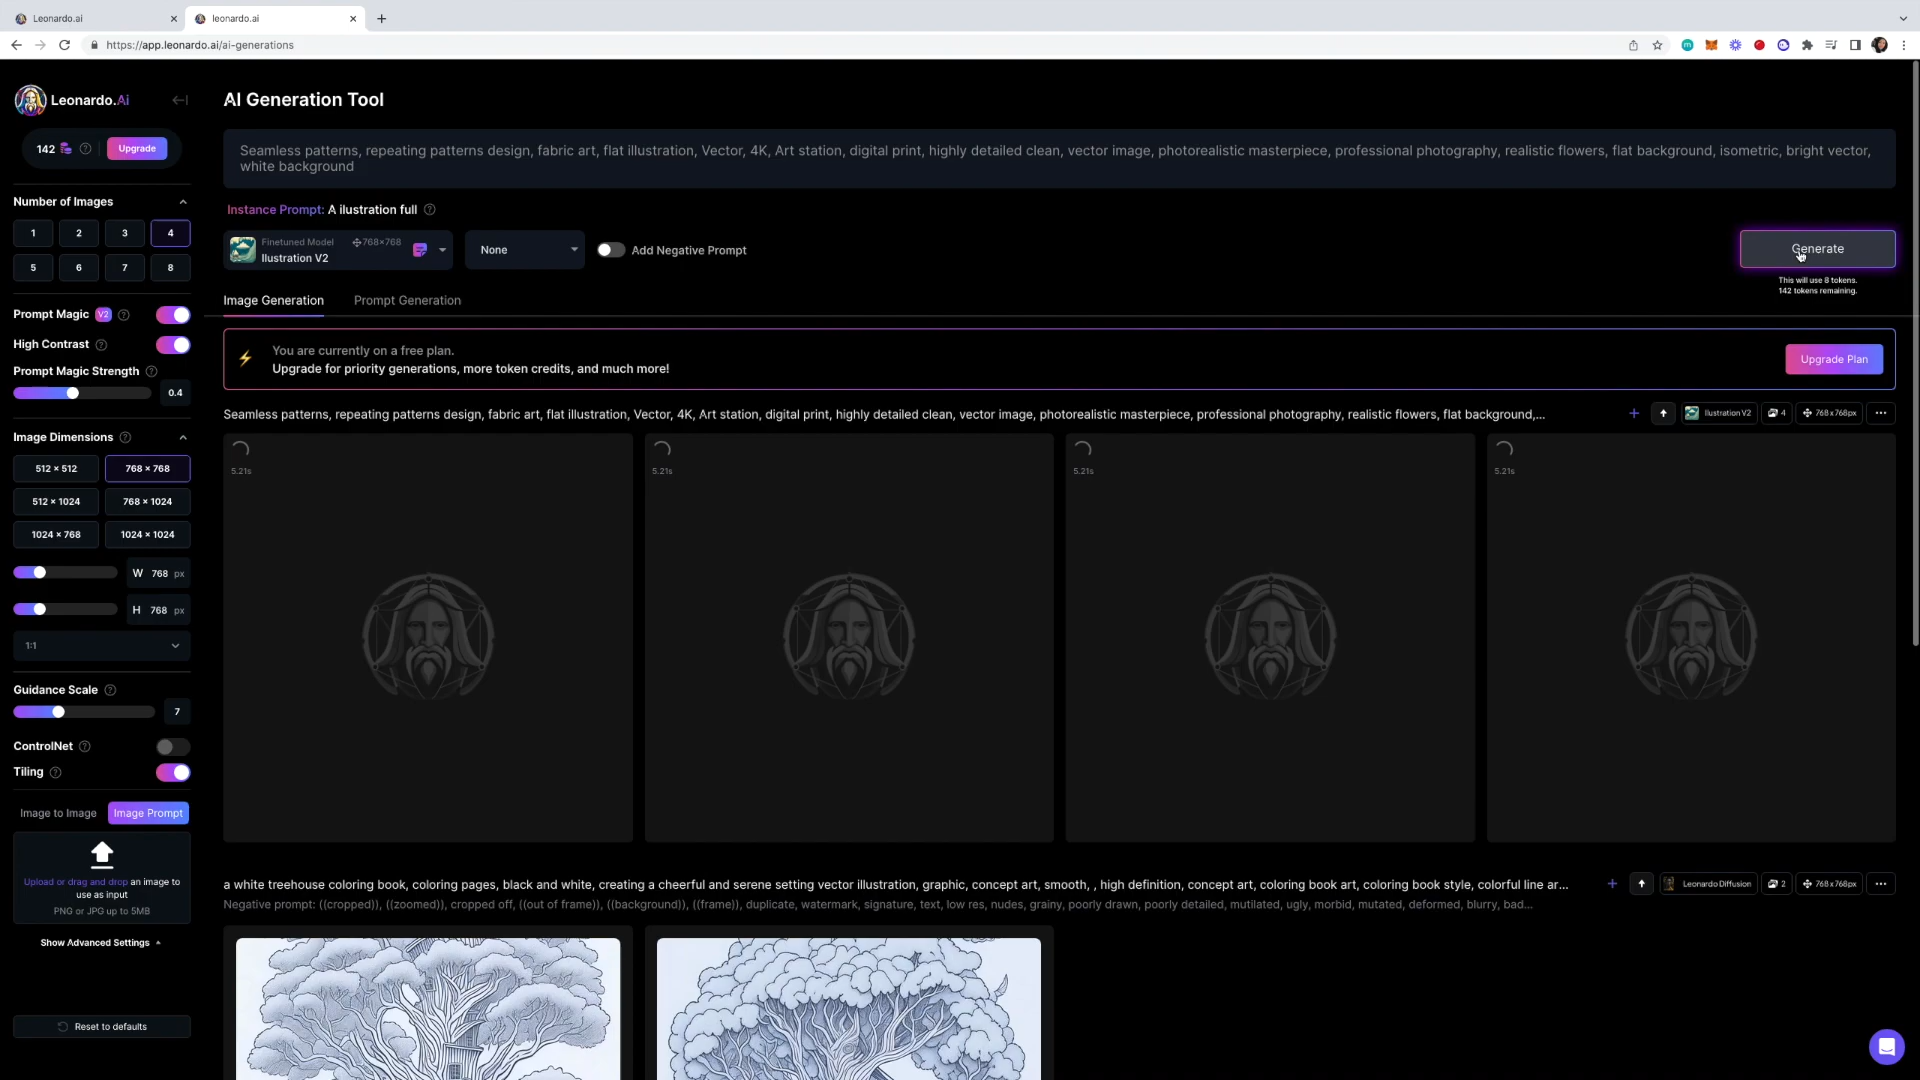 Leonardo.ai
leonardo.ai
https://app.leonardo.ai/ai-generations
Leonardo.Ai
142
Upgrade
Number of Images
1 2 3 4
5 6 7 8
Prompt Magic V2
High Contrast
Prompt Magic Strength
0.4
Image Dimensions
512 × 512 768 × 768
512 × 1024 768 × 1024
1024 × 768 1024 × 1024
W 768 px
H 768 px
1:1
Guidance Scale
7
ControlNet
Tiling
Image to Image Image Prompt
Upload or drag and drop an image to
use as input
PNG or JPG up to 5MB
Show Advanced Settings
Reset to defaults
AI Generation Tool
Seamless patterns, repeating patterns design, fabric art, flat illustration, Vector, 4K, Art station, digital print, highly detailed clean, vector image, photorealistic masterpiece, professional photography, realistic flowers, flat background, isometric, bright vector,
white background
Instance Prompt: A ilustration full
Finetuned Model 768×768
Ilustration V2
None
Add Negative Prompt
Generate
This will use 8 tokens.
142 tokens remaining.
Image Generation Prompt Generation
You are currently on a free plan.
Upgrade for priority generations, more token credits, and much more!
Upgrade Plan
Seamless patterns, repeating patterns design, fabric art, flat illustration, Vector, 4K, Art station, digital print, highly detailed clean, vector image, photorealistic masterpiece, professional photography, realistic flowers, flat background,...
Ilustration V2 4 768x768px
5.21s 5.21s 5.21s 5.21s
a white treehouse coloring book, coloring pages, black and white, creating a cheerful and serene setting vector illustration, graphic, concept art, smooth, , high definition, concept art, coloring book art, coloring book style, colorful line ar...
Leonardo Diffusion 2 768x768px
Negative prompt: ((cropped)), ((zoomed)), cropped off, ((out of frame)), ((background)), ((frame)), duplicate, watermark, signature, text, low res, nudes, grainy, poorly drawn, poorly detailed, mutilated, ugly, morbid, mutated, deformed, blurry, bad...